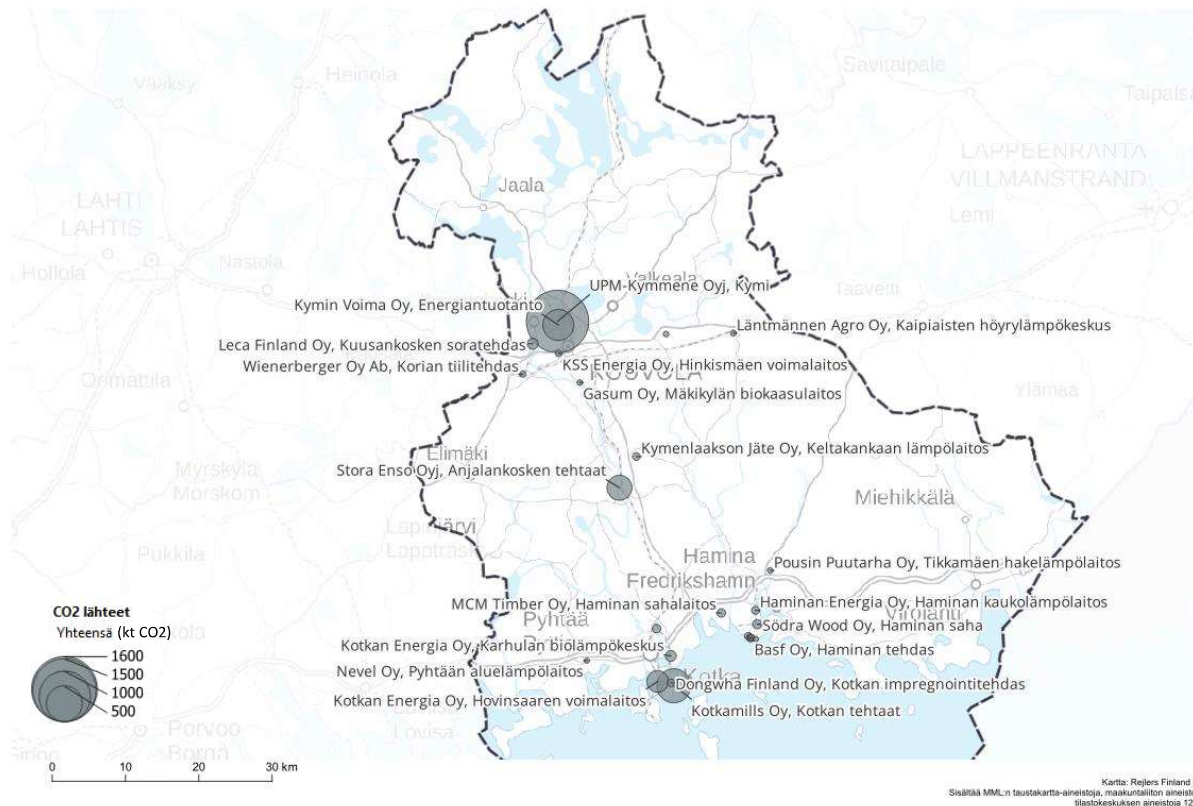 Heinola
Savitaipale
Vääksy
Taipalsa
LAPPEENRANTA
VILLMANSTRAND
Jaala
LAHTI
LAHTIS
Lemi
Hollola
Nastola
Valkeala
Taavetti
UPM-Kymmene Oyj, Kymi
Kymin Voima Oy, Energiantuotanto
Läntmännen Agro Oy, Kaipiaisten höyrylämpökeskus
Leca Finland Oy, Kuusankosken soratehdas
Wienerberger Oy Ab, Korian tiilitehdas
KSS Energia Oy, Hinkismäen voimalaitos
KOUVOLA
Orimattila
Ylämaa
Gasum Oy, Mäkikylän biokaasulaitos
Elimäki
Kymenlaakson Jäte Oy, Keltakankaan lämpölaitos
Stora Enso Oyj, Anjalankosken tehtaat
Myrskylä
Mörskom
Miehikkälä
Lapinjärvi
Lappträsk
Pukkila
Hamina
Fredrikshamn
Pousin Puutarha Oy, Tikkamäen hakelämpölaitos
MCM Timber Oy, Haminan sahalaitos
Haminan Energia Oy, Haminan kaukolämpölaitos
Pyhtää
Virolahti
Södra Wood Oy, Haminan saha
Kotkan Energia Oy, Karhulan biolämpökeskus
Basf Oy, Haminan tehdas
Nevel Oy, Pyhtään aluelämpölaitos
Kotka
Dongwha Finland Oy, Kotkan impregnointitehdas
Kotkan Energia Oy, Hovinsaaren voimalaitos
Kotkamills Oy, Kotkan tehtaat
Loviisa
Lovisa
Porvoo
Borgå
CO2 lähteet
Yhteensä (kt CO2)
1600
1500
1000
500
0 10 20 30 km
Kartta: Rejlers Finland
Sisältää MML:n taustakartta-aineistoja, maakuntaliiton aineisto
tilastokeskuksen aineistoja 12